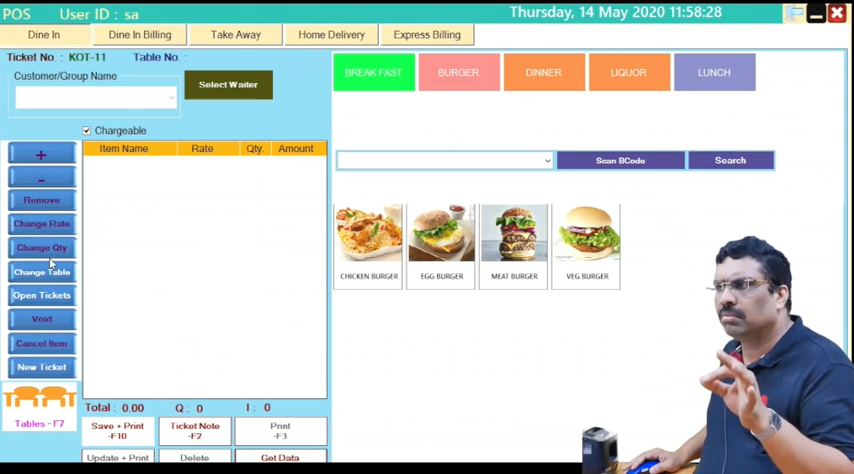 POS User ID : sa Thursday, 14 May 2020 11:58:28
Dine In Dine In Billing Take Away Home Delivery Express Billing
Ticket No. : KOT-11 Table No. :
Customer/Group Name
Select Waiter
BREAK FAST BURGER DINNER LIQUOR LUNCH
Chargeable
Item Name Rate Qty. Amount
+
-
Remove
Change Rate
Change Qty
Change Table
Open Tickets
Void
Cancel Item
New Ticket
Tables - F7
Scan BCode Search
CHICKEN BURGER EGG BURGER MEAT BURGER VEG BURGER
Total : 0.00 Q : 0 I : 0
Save + Print
-F10
Ticket Note
-F2
Print
-F3
Update + Print Delete Get Data